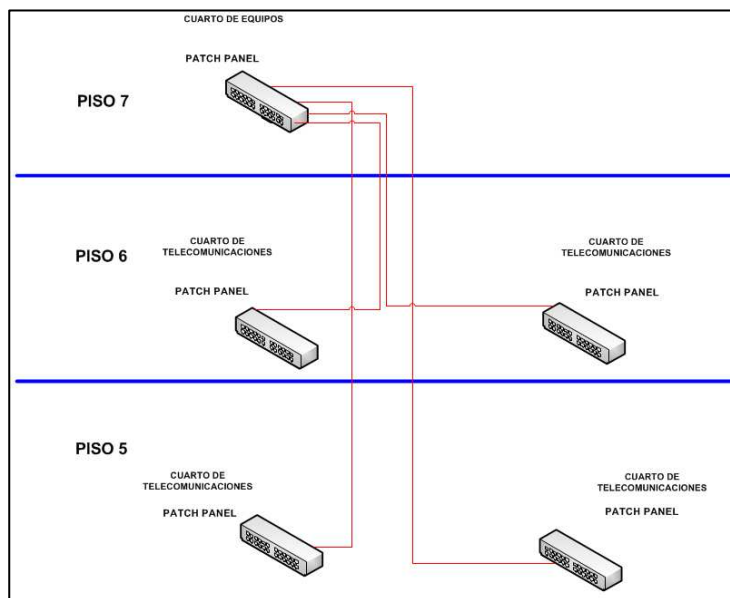 CUARTO DE EQUIPOS
PATCH PANEL
PISO 7
CUARTO DE
TELECOMUNICACIONES
PATCH PANEL
PISO 6
CUARTO DE
TELECOMUNICACIONES
PATCH PANEL
PISO 5
CUARTO DE
TELECOMUNICACIONES
PATCH PANEL
CUARTO DE
TELECOMUNICACIONES
PATCH PANEL